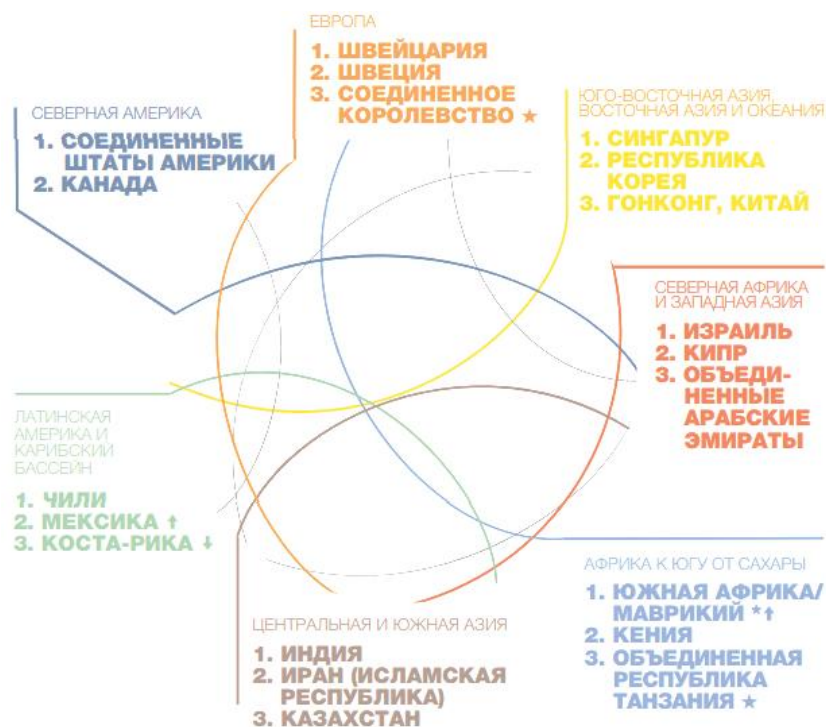 ЕВРОПА
1. ШВЕЙЦАРИЯ
2. ШВЕЦИЯ
3. СОЕДИНЕННОЕ
КОРОЛЕВСТВО ★
СЕВЕРНАЯ АМЕРИКА
1. СОЕДИНЕННЫЕ
ШТАТЫ АМЕРИКИ
2. КАНАДА
ЮГО-ВОСТОЧНАЯ АЗИЯ,
ВОСТОЧНАЯ АЗИЯ И ОКЕАНИЯ
1. СИНГАПУР
2. РЕСПУБЛИКА
КОРЕЯ
3. ГОНКОНГ, КИТАЙ
СЕВЕРНАЯ АФРИКА
И ЗАПАДНАЯ АЗИЯ
1. ИЗРАИЛЬ
2. КИПР
3. ОБЪЕДИ-
НЕННЫЕ
АРАБСКИЕ
ЭМИРАТЫ
ЛАТИНСКАЯ
АМЕРИКА И
КАРИБСКИЙ
БАССЕЙН
1. ЧИЛИ
2. МЕКСИКА ↑
3. КОСТА-РИКА ↓
ЦЕНТРАЛЬНАЯ И ЮЖНАЯ АЗИЯ
1. ИНДИЯ
2. ИРАН (ИСЛАМСКАЯ
РЕСПУБЛИКА)
3. КАЗАХСТАН
АФРИКА К ЮГУ ОТ САХАРЫ
1. ЮЖНАЯ АФРИКА/
МАВРИКИЙ *↑
2. КЕНИЯ
3. ОБЪЕДИНЕННАЯ
РЕСПУБЛИКА
ТАНЗАНИЯ ★